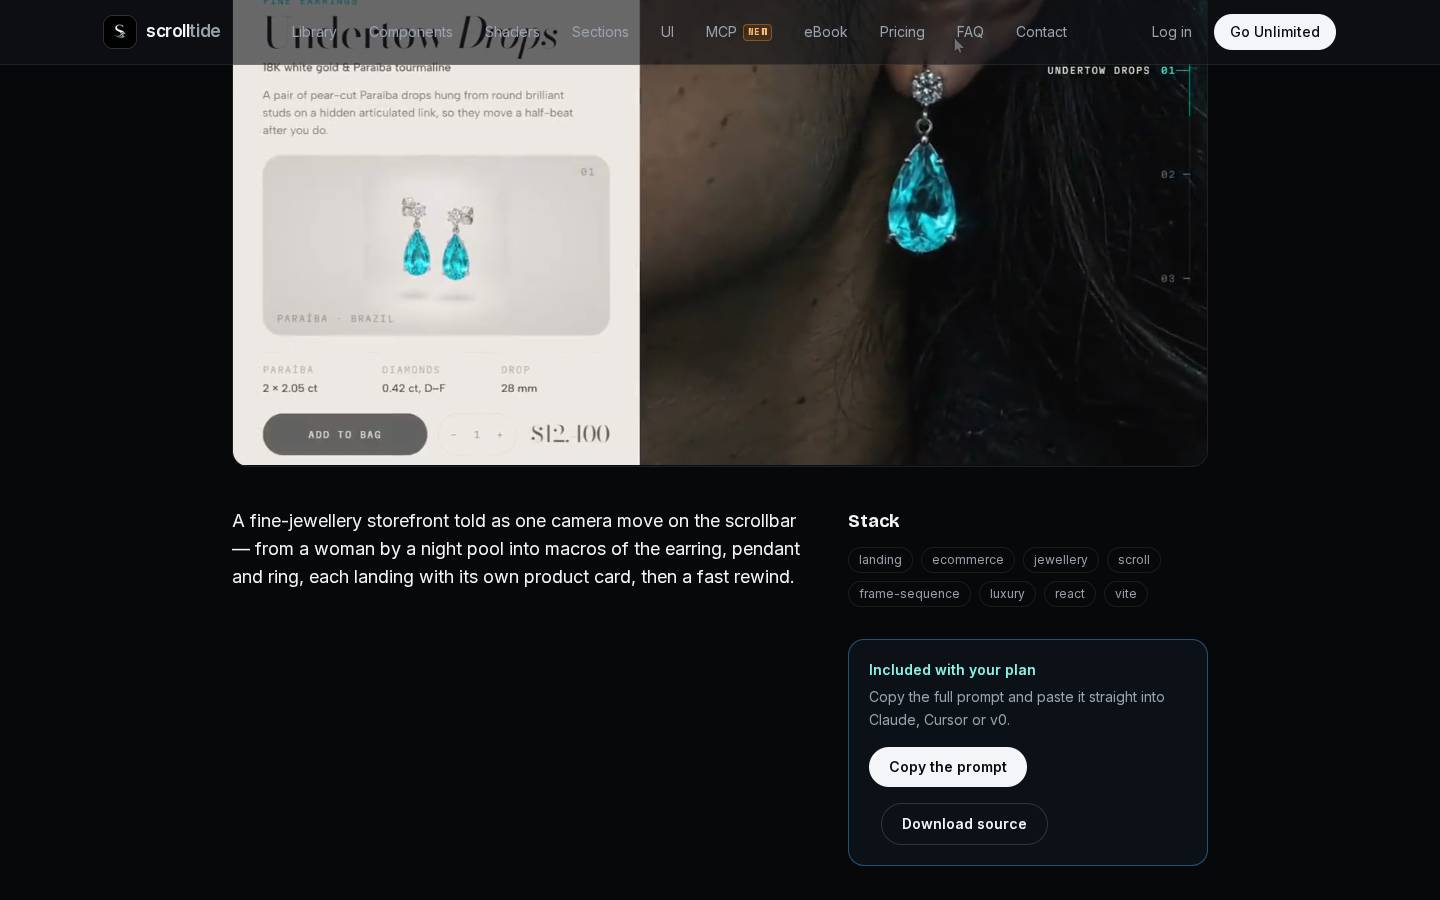 scrolltide
Library
Components
Shaders
Sections
UI
MCP NEW
eBook
Pricing
FAQ
Contact
Log in
Go Unlimited
FINE EARRINGS
Undertow Drops
18K white gold & Paraíba tourmaline
A pair of pear-cut Paraíba drops hung from round brilliant
studs on a hidden articulated link, so they move a half-beat
after you do.
01
PARAÍBA · BRAZIL
PARAÍBA
2 × 2.05 ct
DIAMONDS
0.42 ct, D–F
DROP
28 mm
ADD TO BAG
− 1 +
$12,400
UNDERTOW DROPS 01
02
03
A fine-jewellery storefront told as one camera move on the scrollbar
— from a woman by a night pool into macros of the earring, pendant
and ring, each landing with its own product card, then a fast rewind.
Stack
landing
ecommerce
jewellery
scroll
frame-sequence
luxury
react
vite
Included with your plan
Copy the full prompt and paste it straight into
Claude, Cursor or v0.
Copy the prompt
Download source